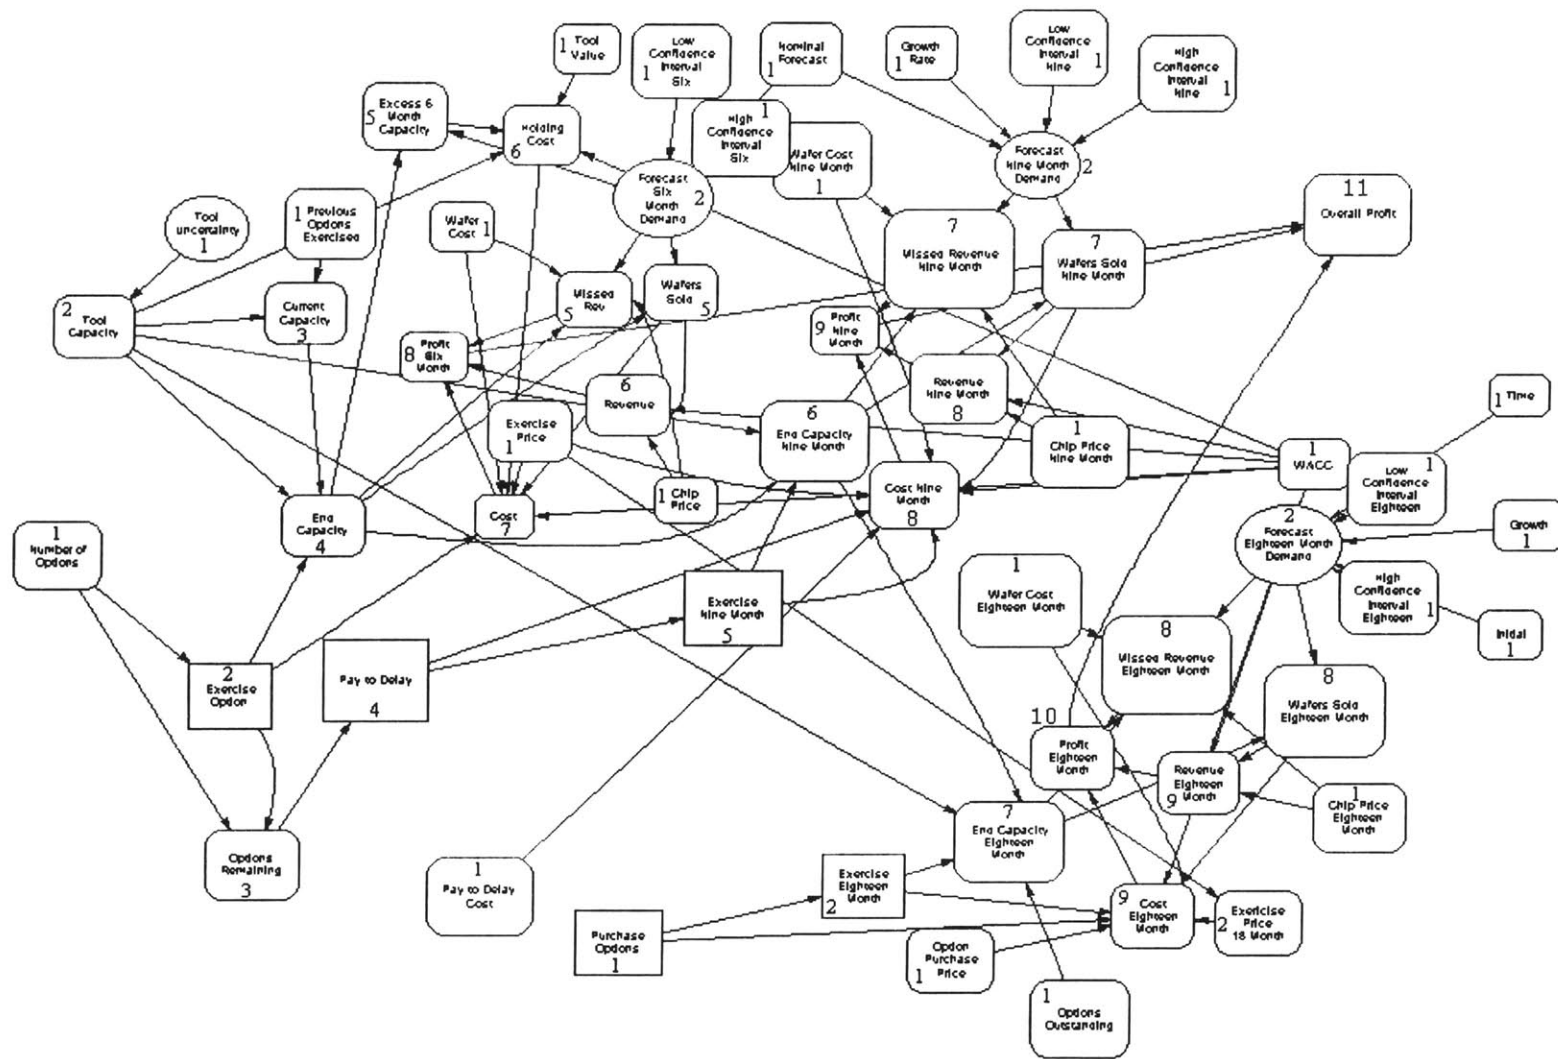 1 Tool
Value
Low
Confidence
Interval
1 Six
Nominal
Forecast
1
Growth
1 Rate
Low
Confidence
Interval 1
Nine
High
Confidence
Interval
Nine 1
Excess 6
5 Month
Capacity
Holding
Cost
6
1
High
Confidence
Interval
Six
Wafer Cost
Nine Month
1
Forecast
Nine Month 2
Demand
Forecast
Six 2
Month
Demand
11
Overall Profit
Tool
uncertainty
1
1 Previous
Options
Exercised
Wafer 1
Cost
7
Missed Revenue
Nine Month
7
Wafers Sold
Nine Month
2
Tool
Capacity
Current
Capacity
3
Missed
5 Rev
Wafers
Sold 5
Profit
8 Six
Month
Profit
9 Nine
Month
6
Revenue
Revenue
Nine Month
8
1 Time
Exercise
Price
1
6
End Capacity
Nine Month
1
Chip Price
Nine Month
1
WACC
Low 1
Confidence
Interval
Eighteen
End
Capacity
4
Cost
7
1 Chip
Price
Cost Nine
Month
8
2
Forecast
Eighteen Month
Demand
Growth
1
1
Number of
Options
1
Wafer Cost
Eighteen Month
High
Confidence
Interval 1
Eighteen
Exercise
Nine Month
5
8
Missed Revenue
Eighteen Month
Initial
1
2
Exercise
Option
Pay to Delay
4
8
Wafers Sold
Eighteen Month
10
Profit
Eighteen
Month
Revenue
Eighteen
9 Month
1
Chip Price
Eighteen
Month
Options
Remaining
3
7
End Capacity
Eighteen
Month
1
Pay to Delay
Cost
Exercise
Eighteen
2 Month
9 Cost
Eighteen
Month
Exericise
2 Price
18 Month
Purchase
Options
1
Option
Purchase
1 Price
1
Options
Outstanding